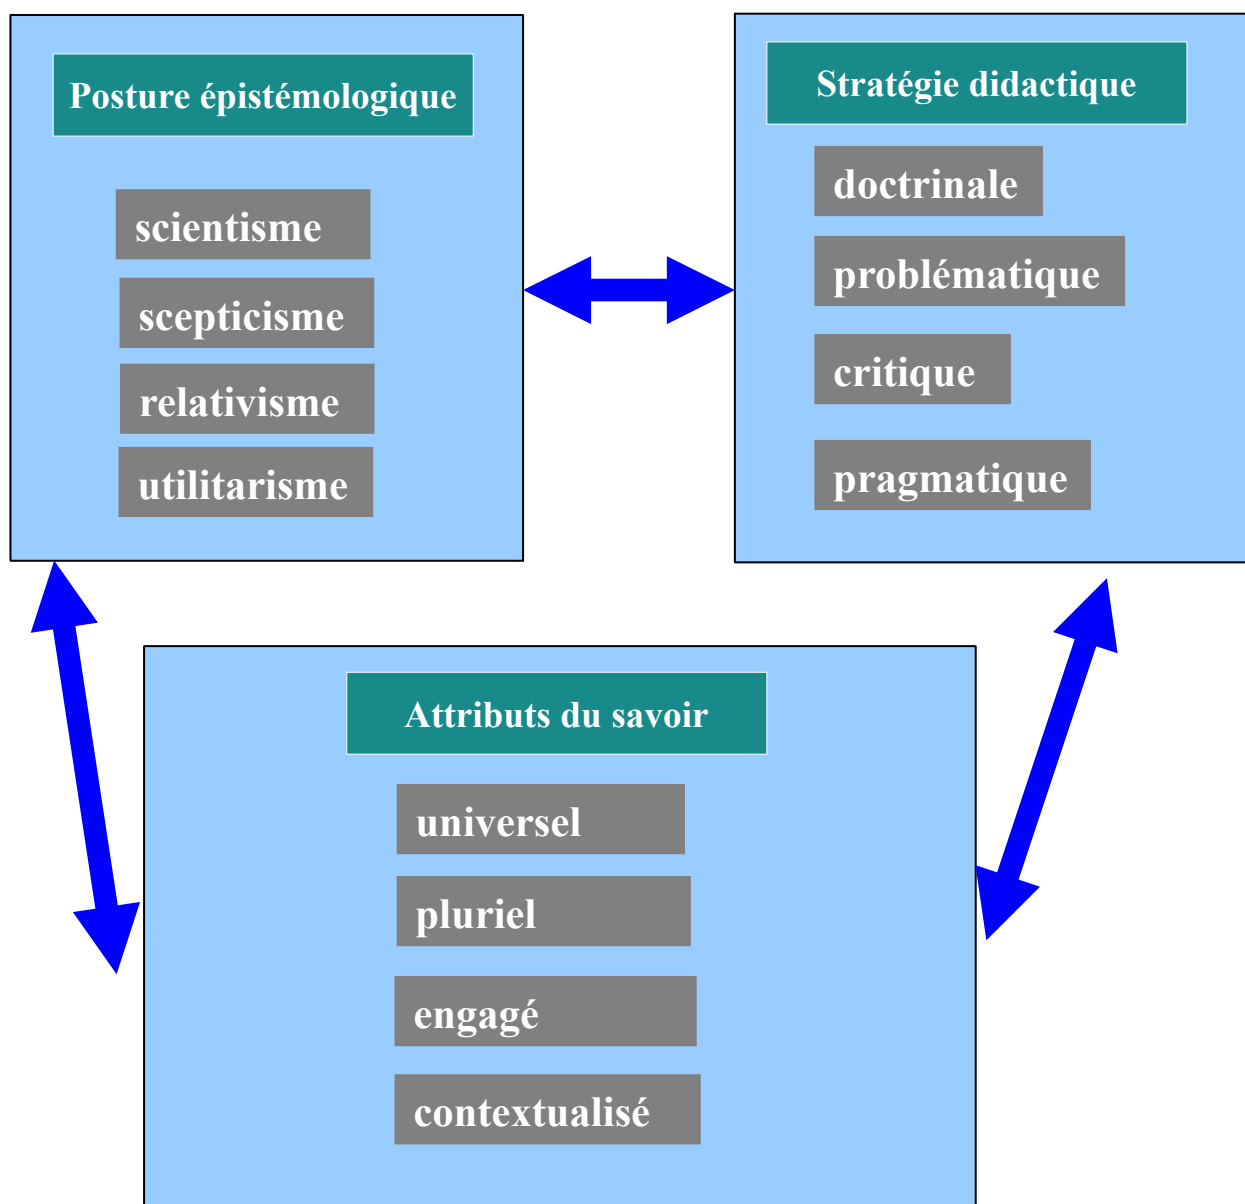 Posture épistémologique
scientisme
scepticisme
relativisme
utilitarisme
Stratégie didactique
doctrinale
problématique
critique
pragmatique
Attributs du savoir
universel
pluriel
engagé
contextualisé